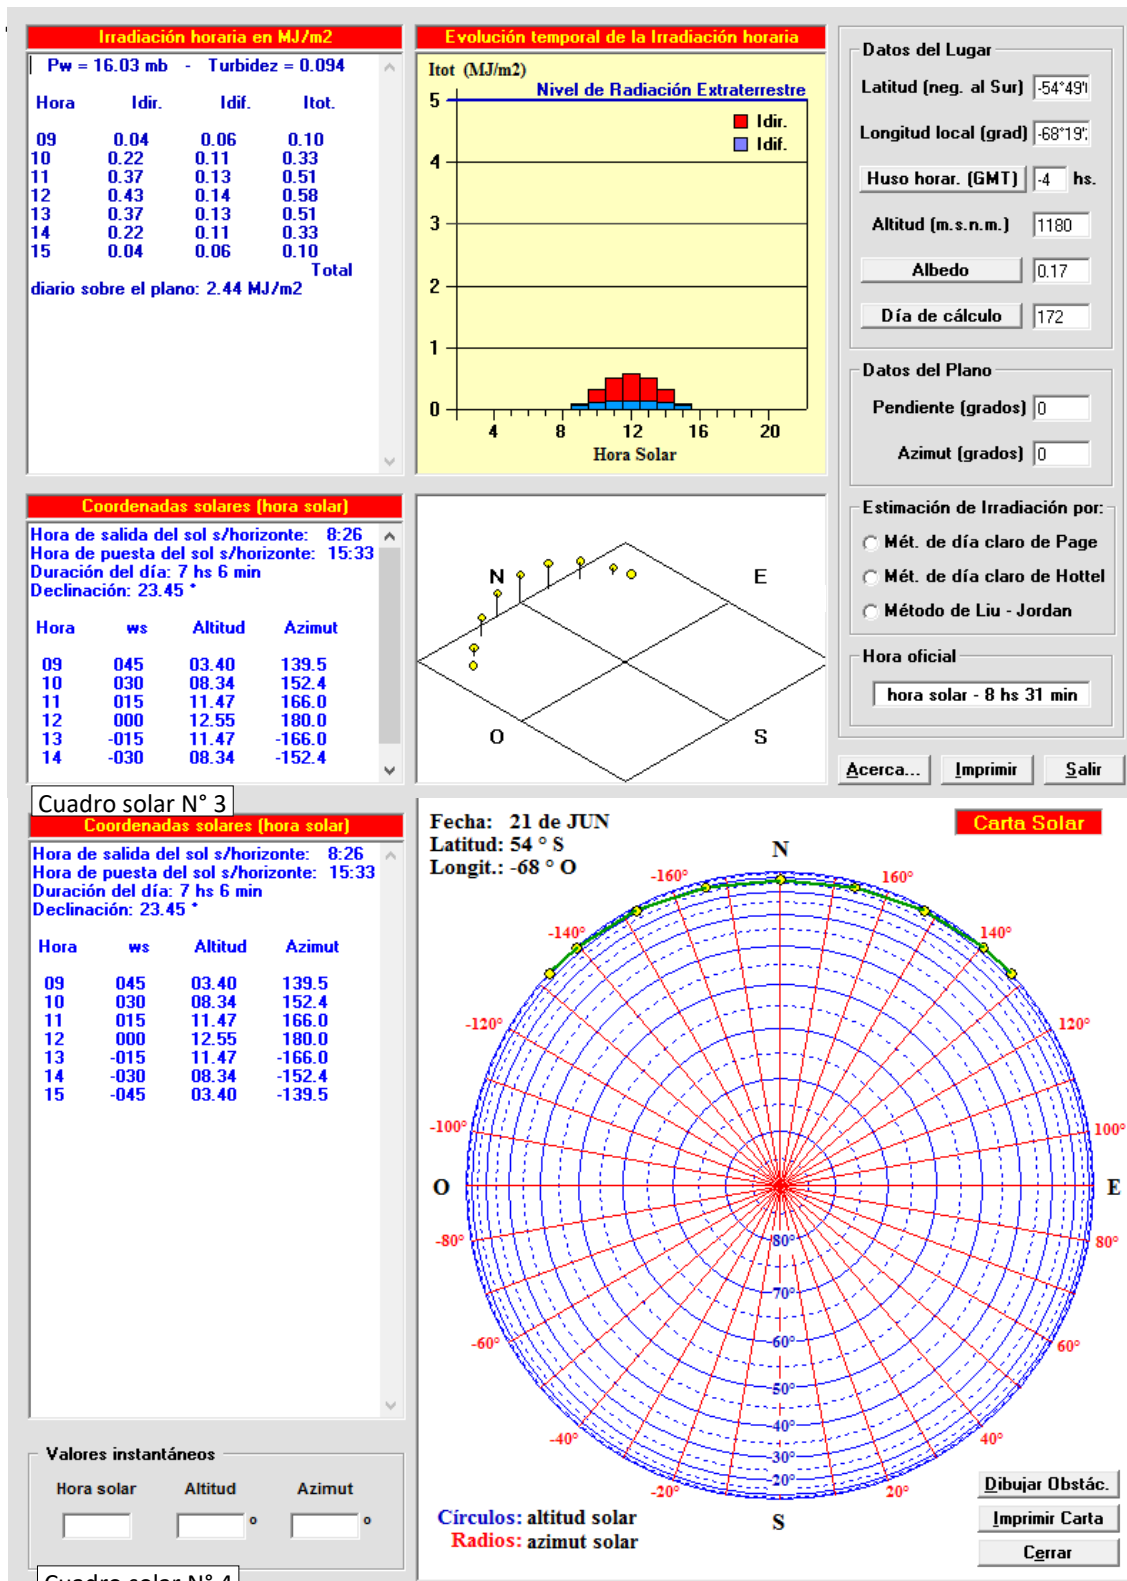 Irradiación horaria en MJ/m2
Pw = 16.03 mb - Turbidez = 0.094
Hora Idir. Idif. Itot.
09 0.04 0.06 0.10
10 0.22 0.11 0.33
11 0.37 0.13 0.51
12 0.43 0.14 0.58
13 0.37 0.13 0.51
14 0.22 0.11 0.33
15 0.04 0.06 0.10
Total
diario sobre el plano: 2.44 MJ/m2
Evolución temporal de la Irradiación horaria
Itot (MJ/m2)
Nivel de Radiación Extraterrestre
5
Idir.
Idif.
4
3
2
1
0
4 8 12 16 20
Hora Solar
Datos del Lugar
Latitud (neg. al Sur) -54°49'
Longitud local (grad) -68°19'
Huso horar. (GMT) -4 hs.
Altitud (m.s.n.m.) 1180
Albedo 0.17
Día de cálculo 172
Datos del Plano
Pendiente (grados) 0
Azimut (grados) 0
Estimación de Irradiación por:
Mét. de día claro de Page
Mét. de día claro de Hottel
Método de Liu - Jordan
Hora oficial
hora solar - 8 hs 31 min
Acerca... Imprimir Salir
Coordenadas solares (hora solar)
Hora de salida del sol s/horizonte: 8:26
Hora de puesta del sol s/horizonte: 15:33
Duración del día: 7 hs 6 min
Declinación: 23.45 °
Hora ws Altitud Azimut
09 045 03.40 139.5
10 030 08.34 152.4
11 015 11.47 166.0
12 000 12.55 180.0
13 -015 11.47 -166.0
14 -030 08.34 -152.4
N E
O S
Cuadro solar N° 3
Coordenadas solares (hora solar)
Hora de salida del sol s/horizonte: 8:26
Hora de puesta del sol s/horizonte: 15:33
Duración del día: 7 hs 6 min
Declinación: 23.45 °
Hora ws Altitud Azimut
09 045 03.40 139.5
10 030 08.34 152.4
11 015 11.47 166.0
12 000 12.55 180.0
13 -015 11.47 -166.0
14 -030 08.34 -152.4
15 -045 03.40 -139.5
Valores instantáneos
Hora solar Altitud Azimut
° °
Cuadro solar N° 4
Fecha: 21 de JUN
Latitud: 54 ° S
Longit.: -68 ° O
Carta Solar
N
-160° 160°
-140° 140°
-120° 120°
-100° 100°
O E
-80° 80° 80°
70°
-60° 60° 60°
50°
-40° 40° 40°
30°
-20° 20° 20°
S
Círculos: altitud solar
Radios: azimut solar
Dibujar Obstác.
Imprimir Carta
Cerrar